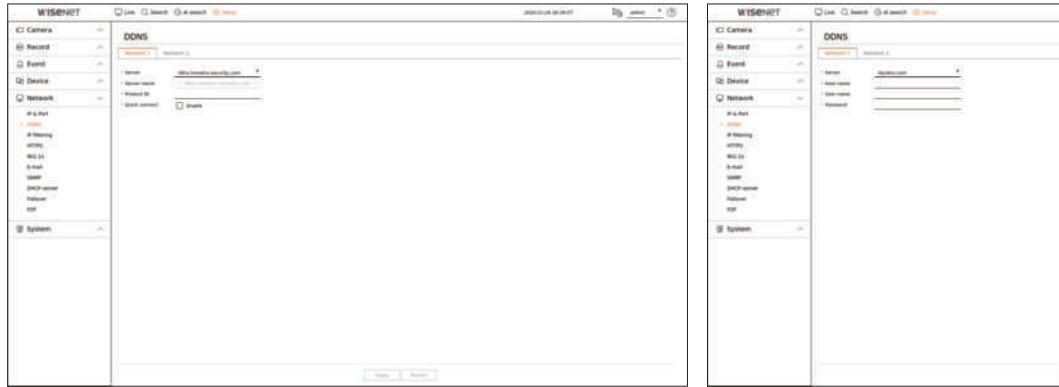 WISENET
Live Search AI search Setup
admin
Camera
Record
Event
Device
Network
IP & Port
DDNS
IP filtering
HTTPS
802.1x
E-mail
SNMP
DHCP server
Failover
P2P
System
DDNS
Network 1 Network 2
Server
Server name
Product ID
Quick connect Enable
Apply Revert
WISENET
Live Search AI search Setup
Camera
Record
Event
Device
Network
IP & Port
DDNS
IP filtering
HTTPS
802.1x
E-mail
SNMP
DHCP server
Failover
P2P
System
DDNS
Network 1 Network 2
Server
Host name
User name
Password